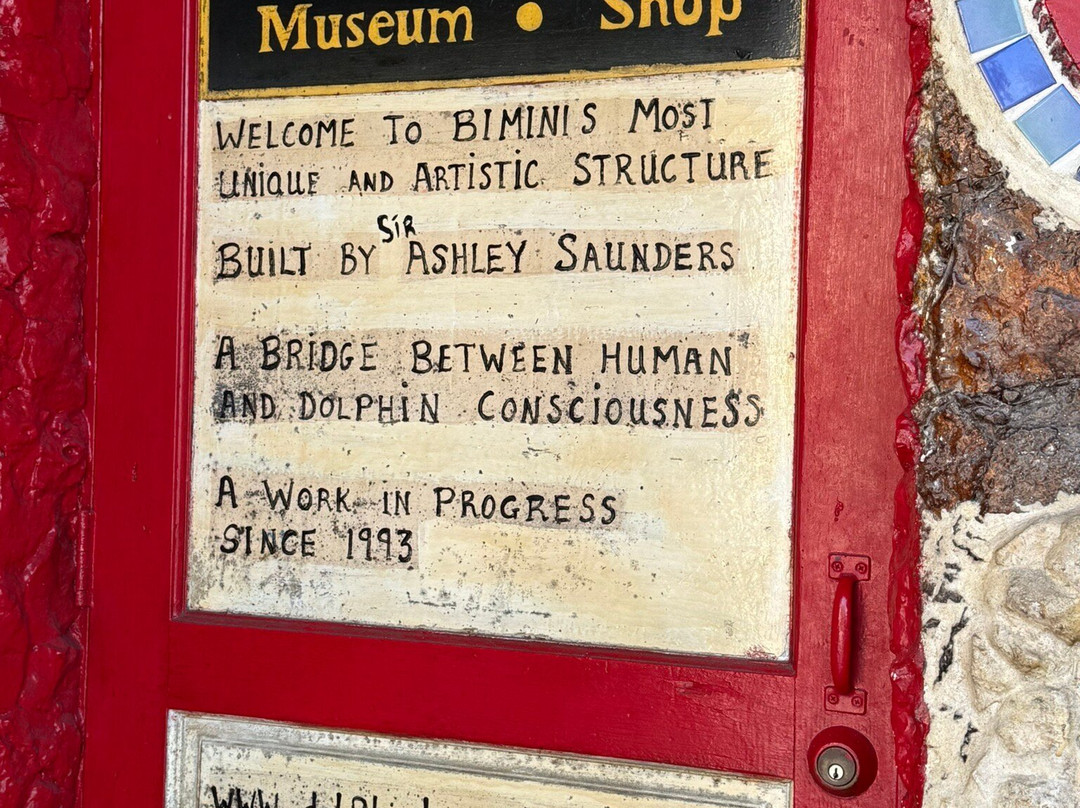 Museum • Shop
WELCOME TO BIMINI S MOST
UNIQUE AND ARTISTIC STRUCTURE
SIR
BUILT BY ASHLEY SAUNDERS
A BRIDGE BETWEEN HUMAN
AND DOLPHIN CONSCIOUSNESS
A WORK IN PROGRESS
SINCE 1993